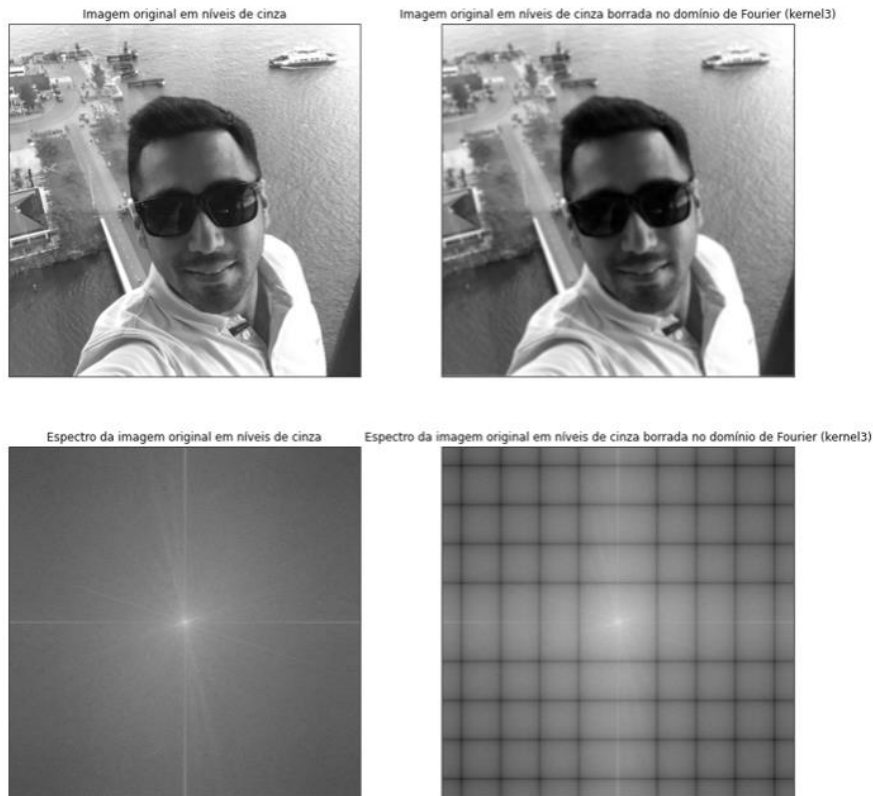 Imagem original em níveis de cinza
Imagem original em níveis de cinza borrada no domínio de Fourier (kernel3)
Espectro da imagem original em níveis de cinza
Espectro da imagem original em níveis de cinza borrada no domínio de Fourier (kernel3)